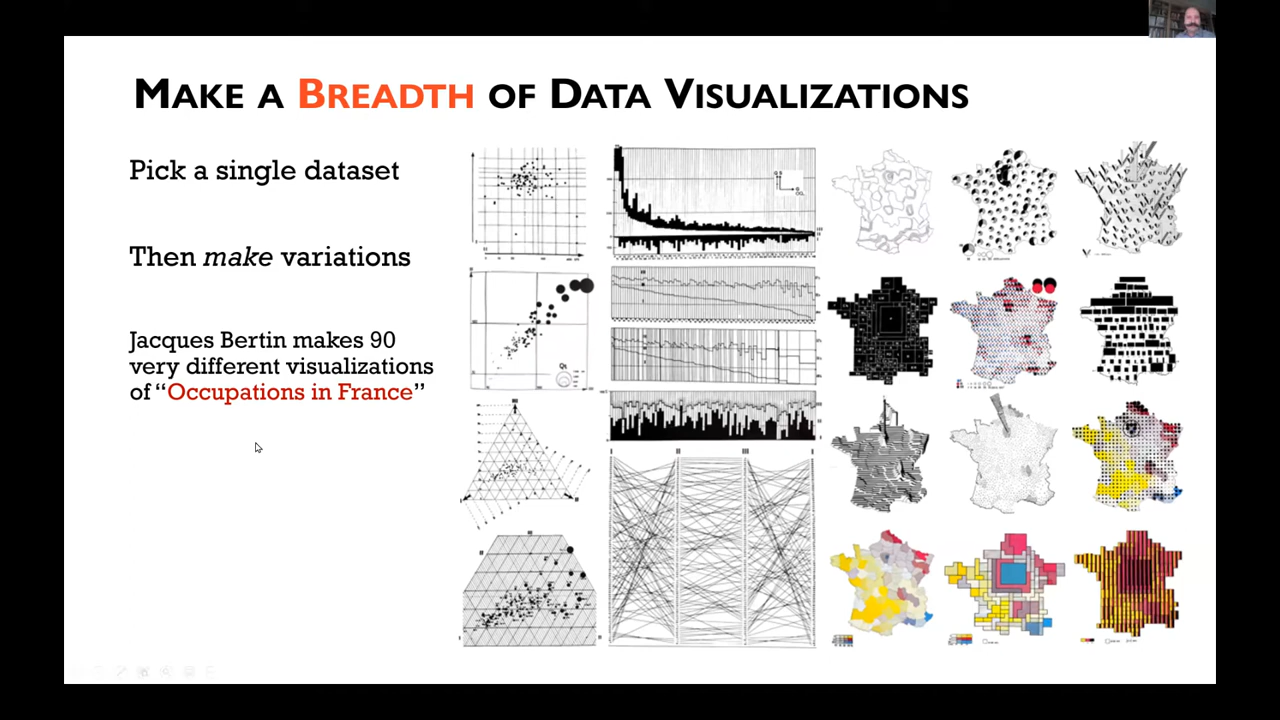 MAKE A BREADTH OF DATA VISUALIZATIONS
Pick a single dataset
Then make variations
Jacques Bertin makes 90
very different visualizations
of “Occupations in France”